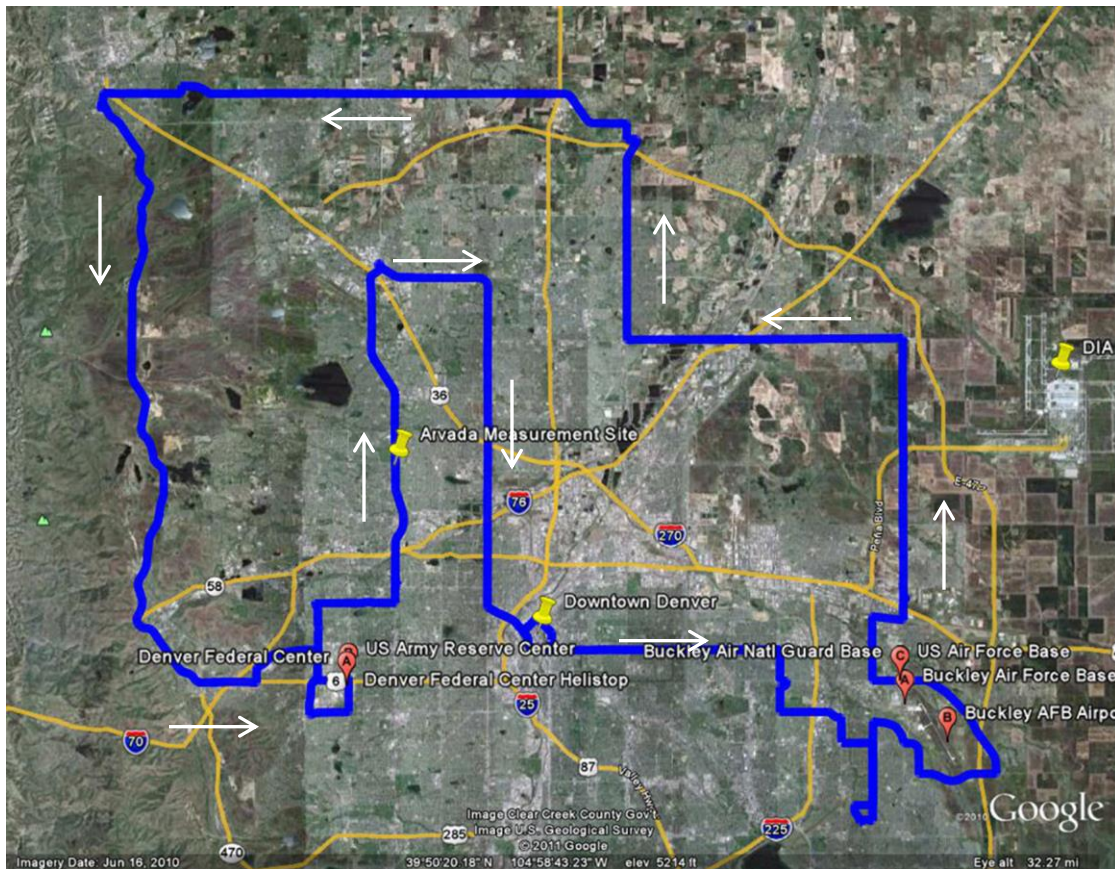 DIA
36
Arvada Measurement Site
E-470
Peña Blvd
76
270
58
Downtown Denver
US Army Reserve Center
Buckley Air Natl Guard Base
US Air Force Base
Denver Federal Center
A
C
6
Denver Federal Center Helistop
A
Buckley Air Force Base
25
B
Buckley AFB Airpo
70
87
Valley Hwy
Image Clear Creek County Gov't
©2010 Google
Image U.S. Geological Survey
225
285
© 2011 Google
470
Imagery Date: Jun 16, 2010
39°50'20.18" N 104°58'43.23" W elev 5214 ft
Eye alt 32.27 mi